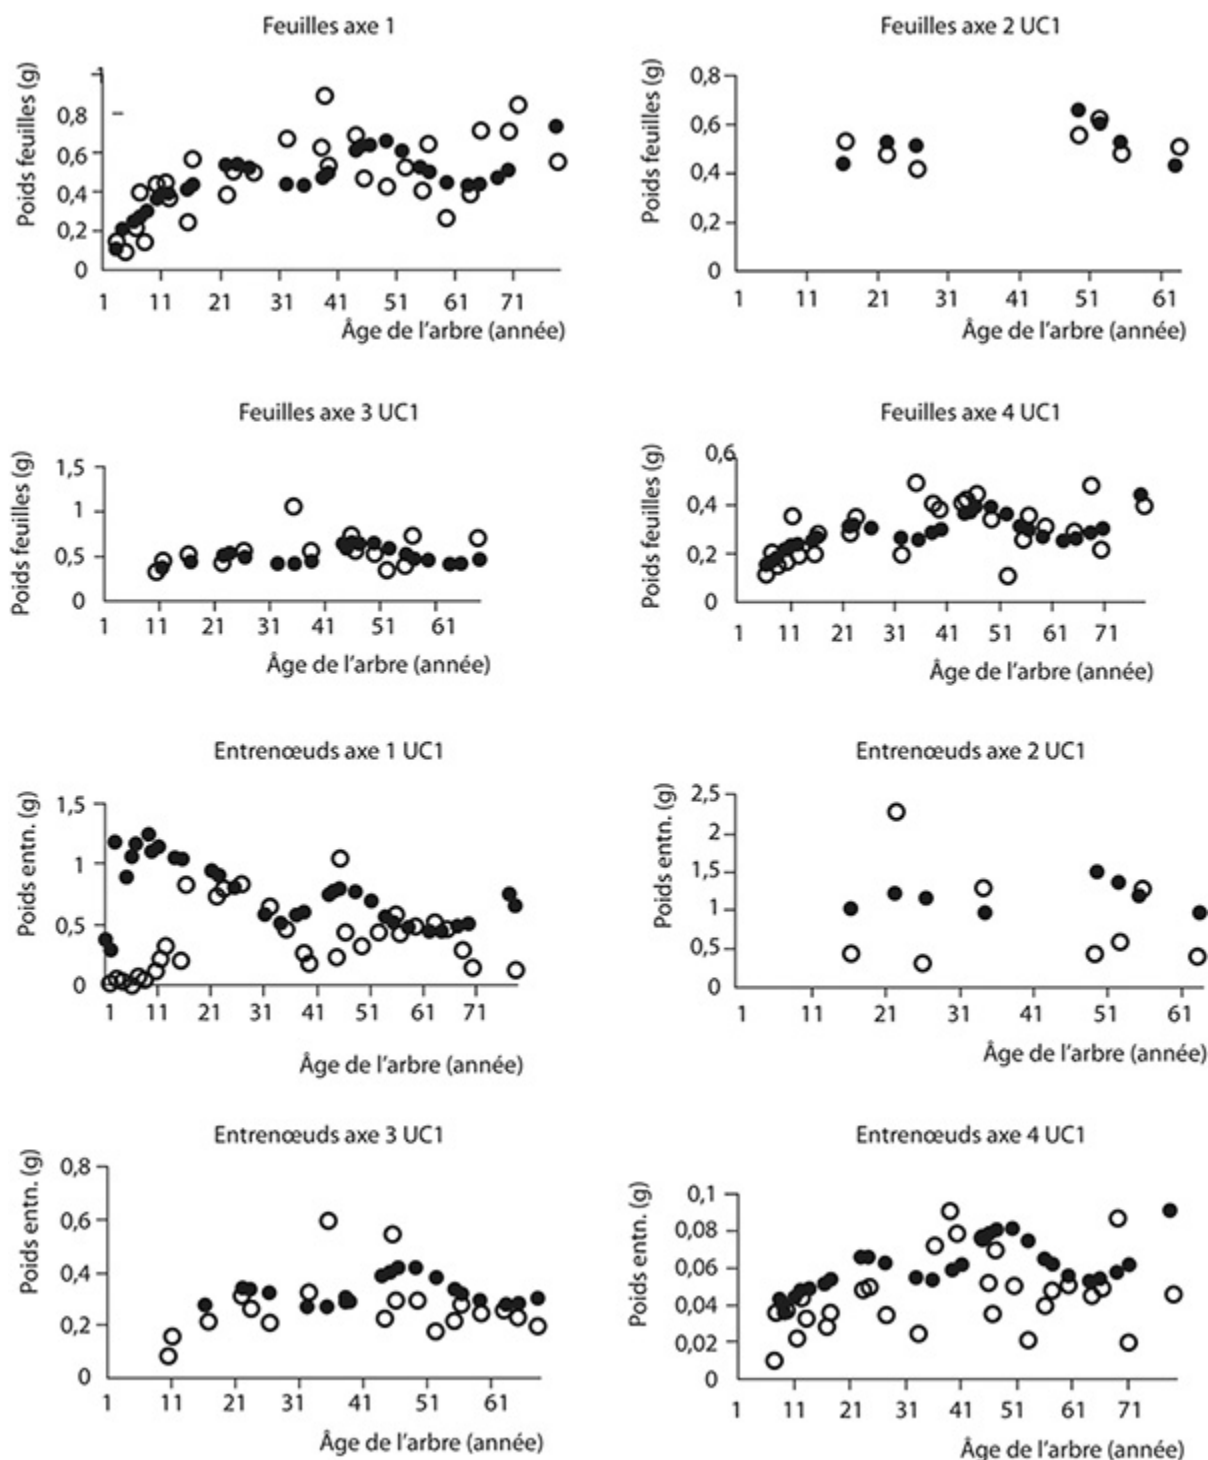 Feuilles axe 1
Poids feuilles (g)
1
0,8
0,6
0,4
0,2
0
1 11 21 31 41 51 61 71
Âge de l'arbre (année)
Feuilles axe 2 UC1
Poids feuilles (g)
0,8
0,6
0,4
0,2
0
1 11 21 31 41 51 61
Âge de l'arbre (année)
Feuilles axe 3 UC1
Poids feuilles (g)
1,5
1
0,5
0
1 11 21 31 41 51 61
Âge de l'arbre (année)
Feuilles axe 4 UC1
Poids feuilles (g)
0,6
0,4
0,2
0
1 11 21 31 41 51 61 71
Âge de l'arbre (année)
Entrenœuds axe 1 UC1
Poids entn. (g)
1,5
1
0,5
0
1 11 21 31 41 51 61 71
Âge de l'arbre (année)
Entrenœuds axe 2 UC1
Poids entn. (g)
2,5
2
1,5
1
0,5
0
1 11 21 31 41 51 61
Âge de l'arbre (année)
Entrenœuds axe 3 UC1
Poids entn. (g)
0,8
0,6
0,4
0,2
0
1 11 21 31 41 51 61
Âge de l'arbre (année)
Entrenœuds axe 4 UC1
Poids entn. (g)
0,1
0,08
0,06
0,04
0,02
0
1 11 21 31 41 51 61 71
Âge de l'arbre (année)